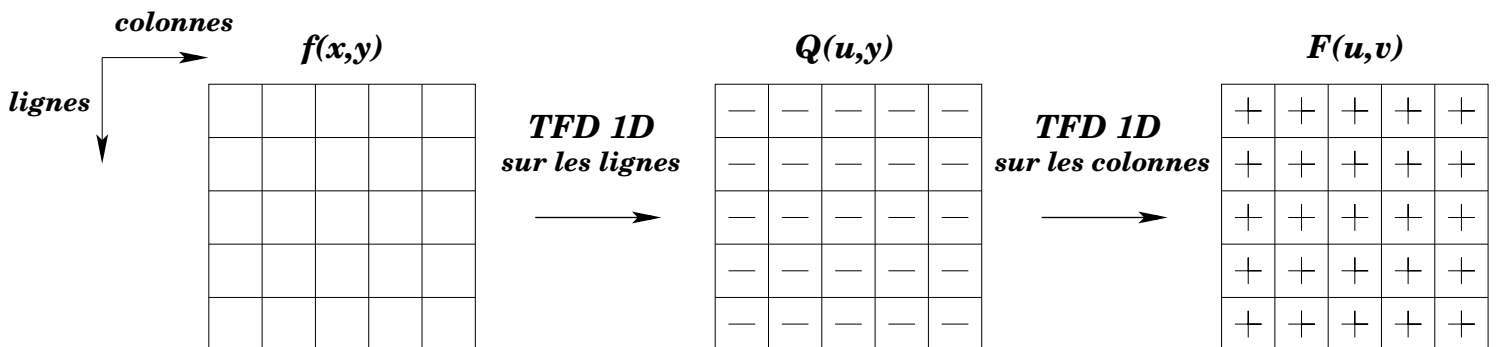 colonnes
lignes
f(x,y)
TFD 1D
sur les lignes
Q(u,y)
TFD 1D
sur les colonnes
F(u,v)